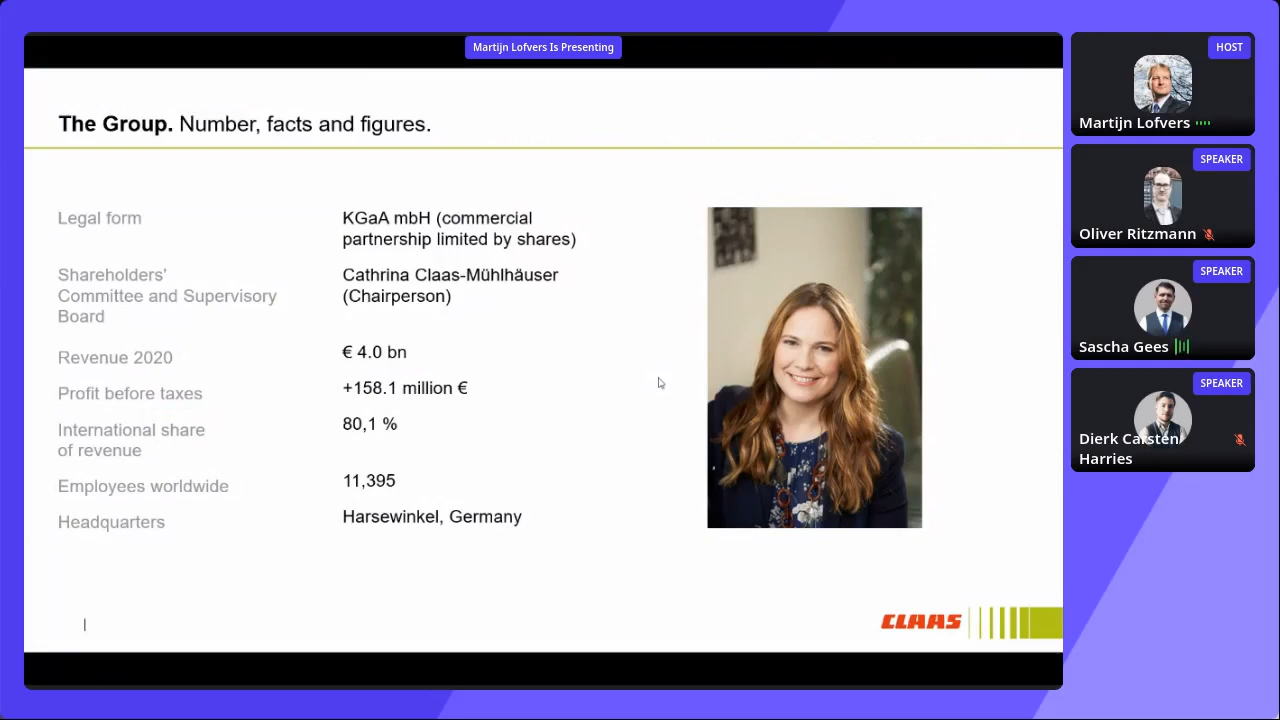 Martijn Lofvers Is Presenting
The Group. Number, facts and figures.
Legal form
KGaA mbH (commercial
partnership limited by shares)
Shareholders'
Committee and Supervisory
Board
Cathrina Claas-Mühlhäuser
(Chairperson)
Revenue 2020
€ 4.0 bn
Profit before taxes
+158.1 million €
International share
of revenue
80,1 %
Employees worldwide
11,395
Headquarters
Harsewinkel, Germany
|
CLAAS
HOST
Martijn Lofvers
SPEAKER
Oliver Ritzmann
SPEAKER
Sascha Gees
SPEAKER
Dierk Carsten
Harries